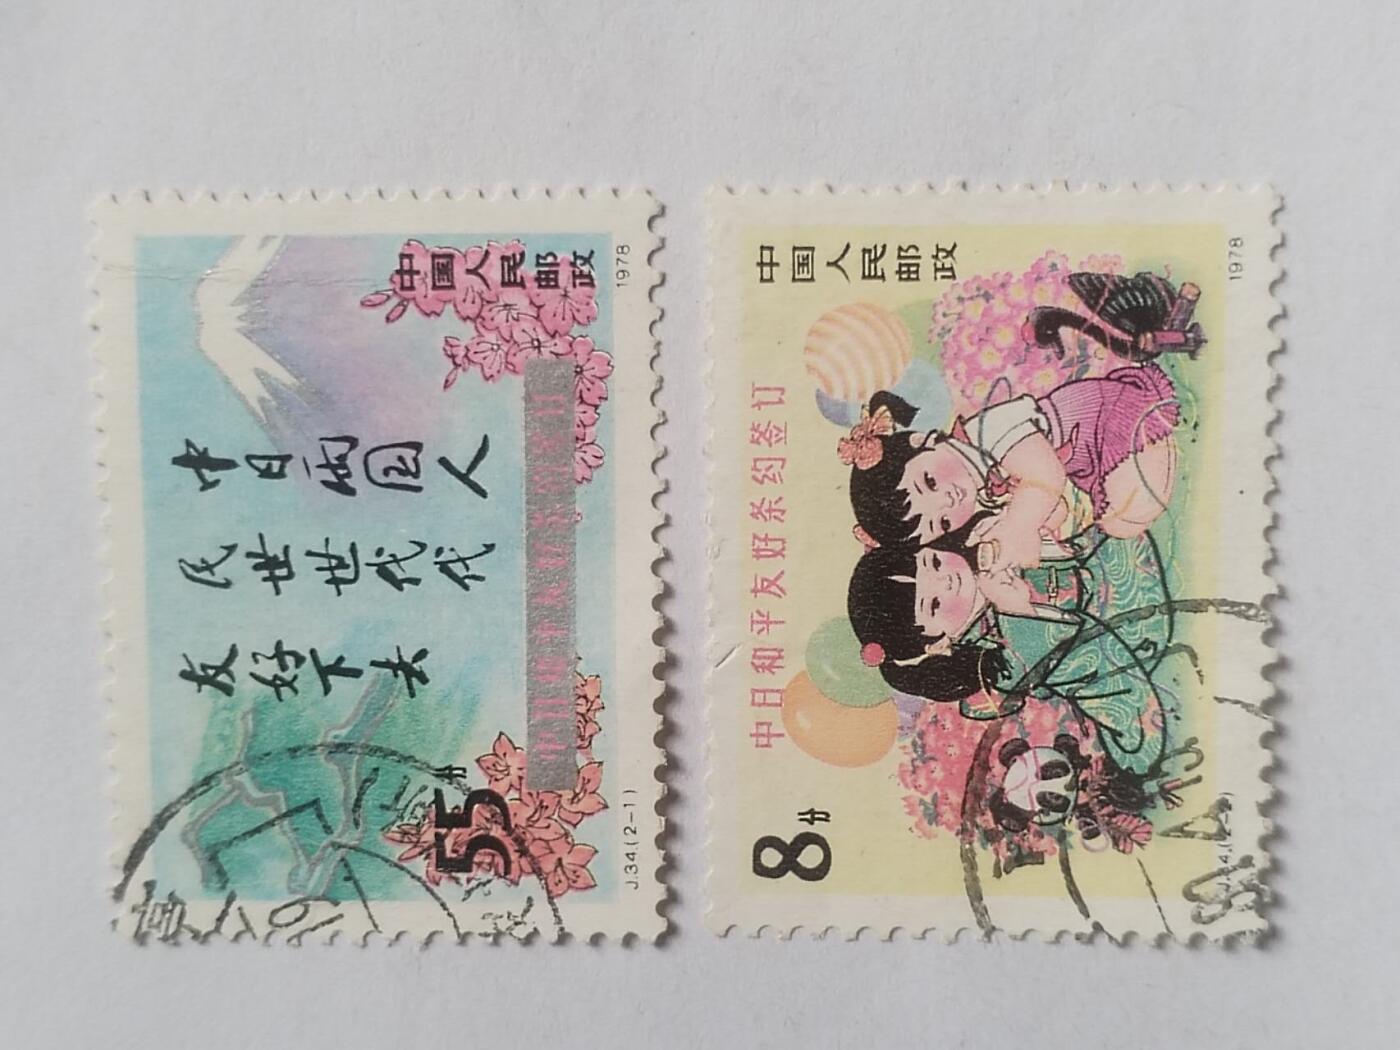 中国人民邮政
1978
中日两国人
民世世代代
友好下去
中日和平友好条约签订
55分
J.34.(2-1)
中国人民邮政
1978
中日和平友好条约签订
8分